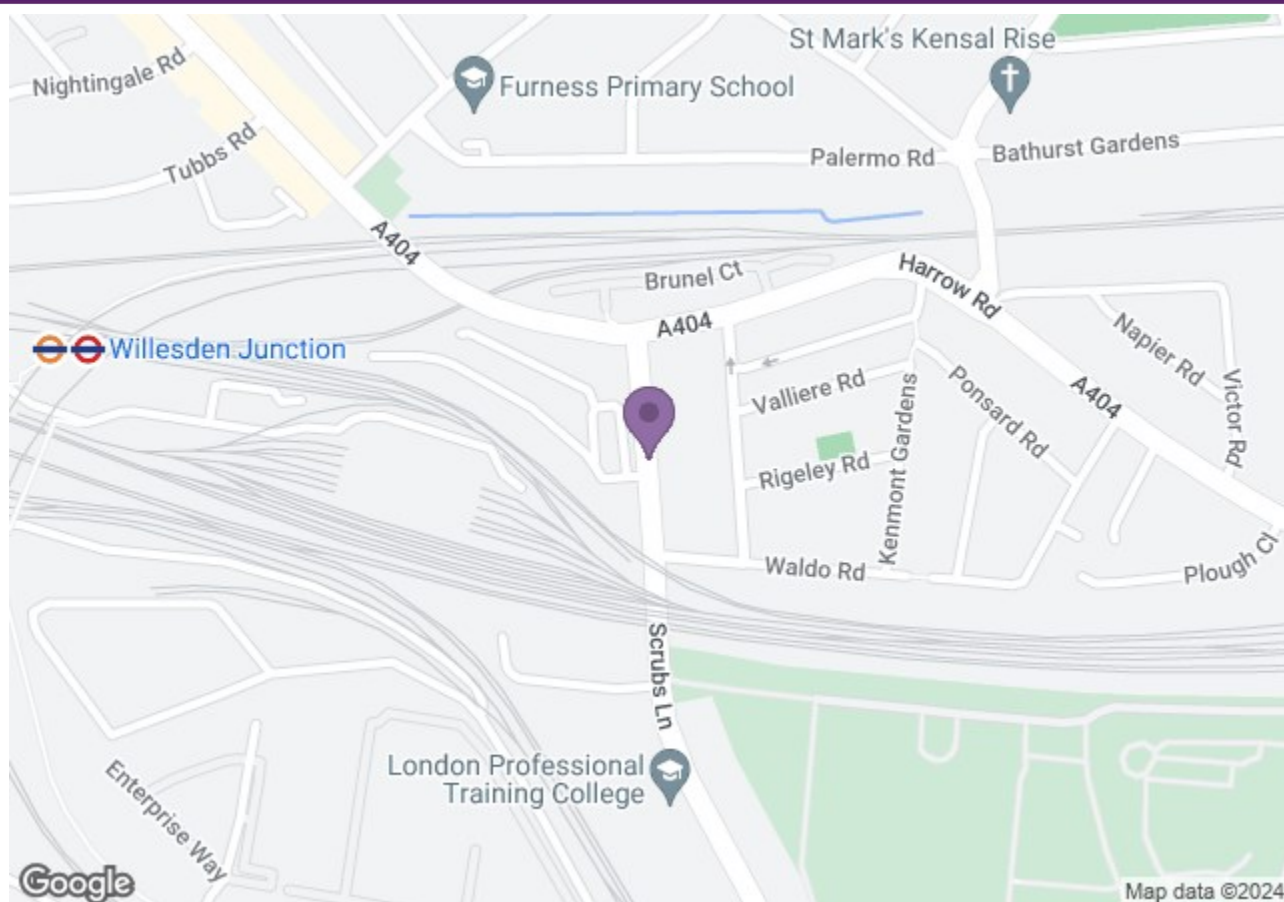 St Mark's Kensal Rise
Nightingale Rd
Furness Primary School
Tubbs Rd
Palermo Rd
Bathurst Gardens
A404
Brunel Ct
Harrow Rd
A404
Willesden Junction
Napier Rd
Valliere Rd
Ponsard Rd
A404
Victor Rd
Kenmont Gardens
Rigeley Rd
Waldo Rd
Plough Cl
Scrubs Ln
London Professional
Training College
Enterprise Way
Google
Map data ©2024